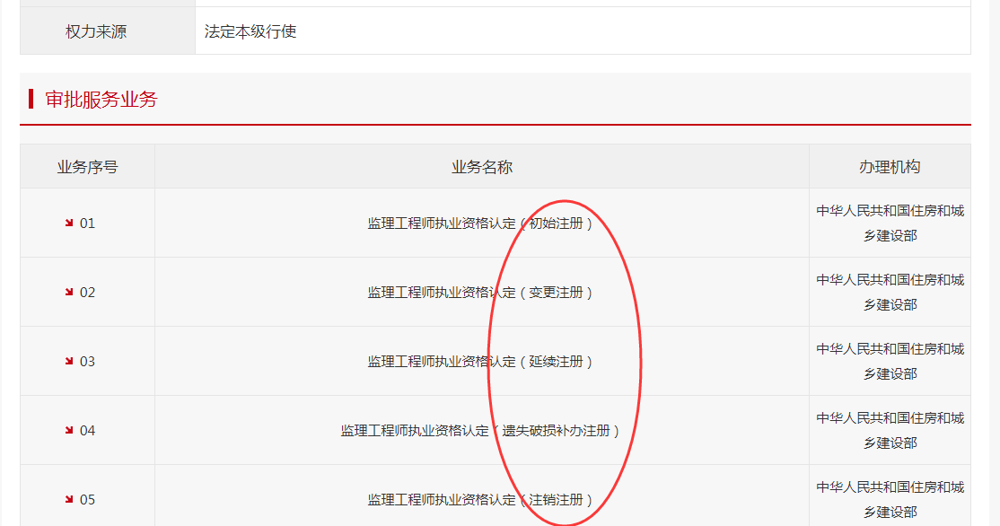 权力来源 法定本级行使
审批服务业务
业务序号 业务名称 办理机构
01 监理工程师执业资格认定（初始注册） 中华人民共和国住房和城
乡建设部
02 监理工程师执业资格认定（变更注册） 中华人民共和国住房和城
乡建设部
03 监理工程师执业资格认定（延续注册） 中华人民共和国住房和城
乡建设部
04 监理工程师执业资格认定（遗失破损补办注册） 中华人民共和国住房和城
乡建设部
05 监理工程师执业资格认定（注销注册） 中华人民共和国住房和城
乡建设部